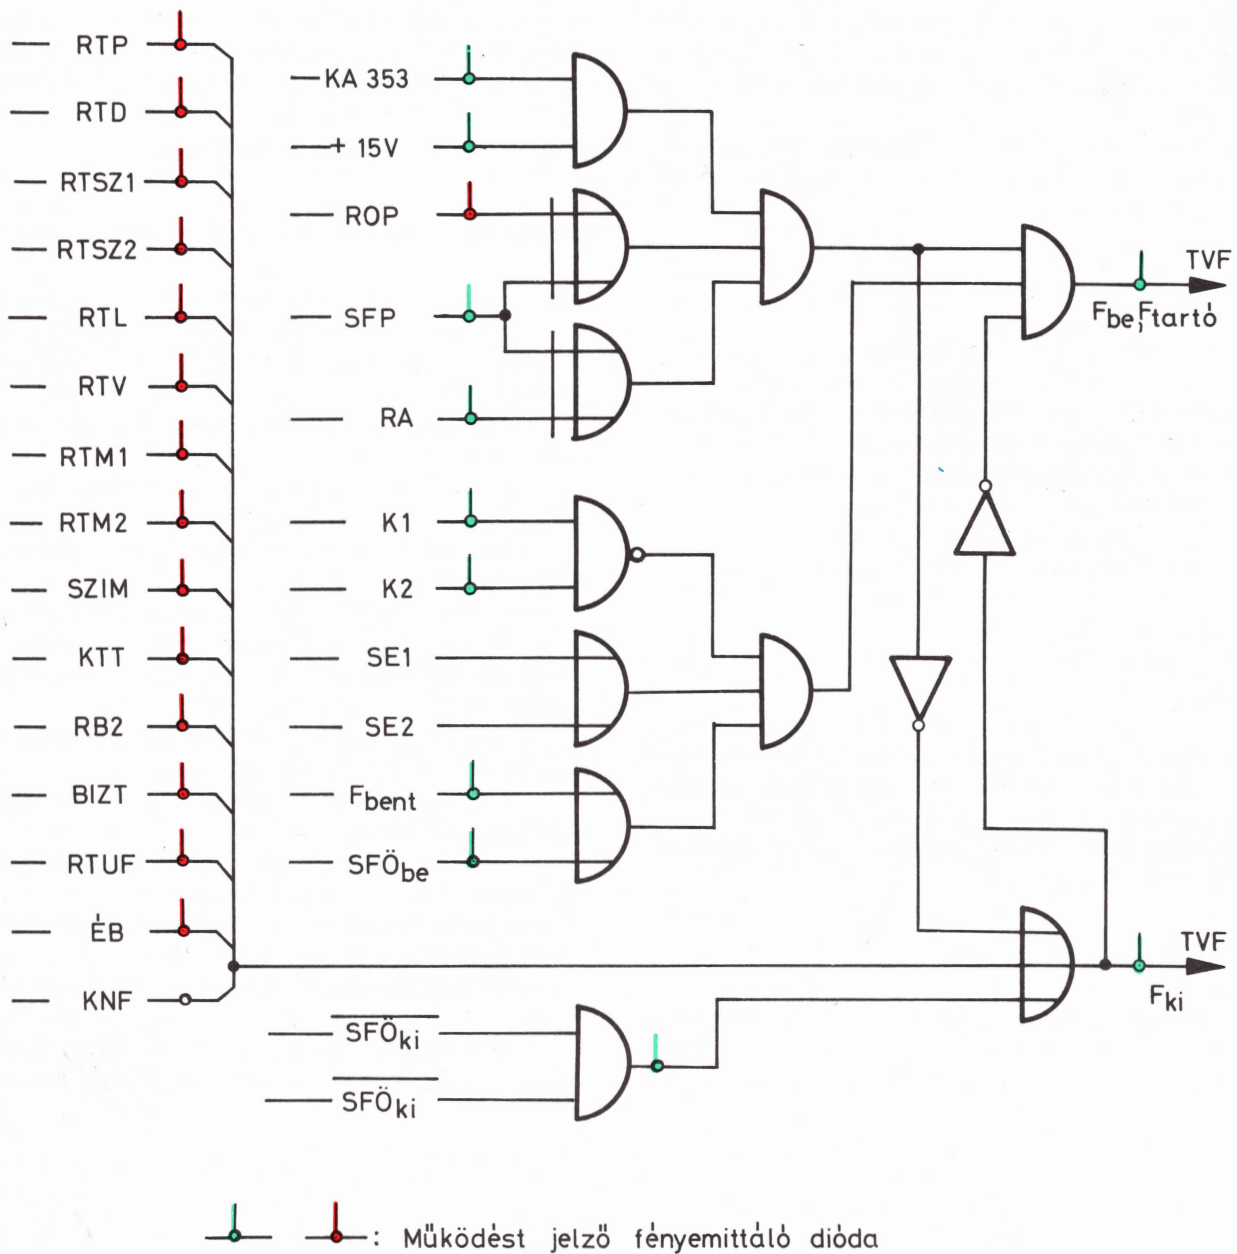 RTP
RTD
RTSZ1
RTSZ2
RTL
RTV
RTM1
RTM2
SZIM
KTT
RB2
BIZT
RTUF
ÉB
KNF
KA 353
+ 15V
ROP
SFP
RA
K1
K2
SE1
SE2
Fbent
SFÖbe
SFÖki
SFÖki
TVF
Fbe,Ftartó
TVF
Fki
: Működést jelző fényemittáló dióda